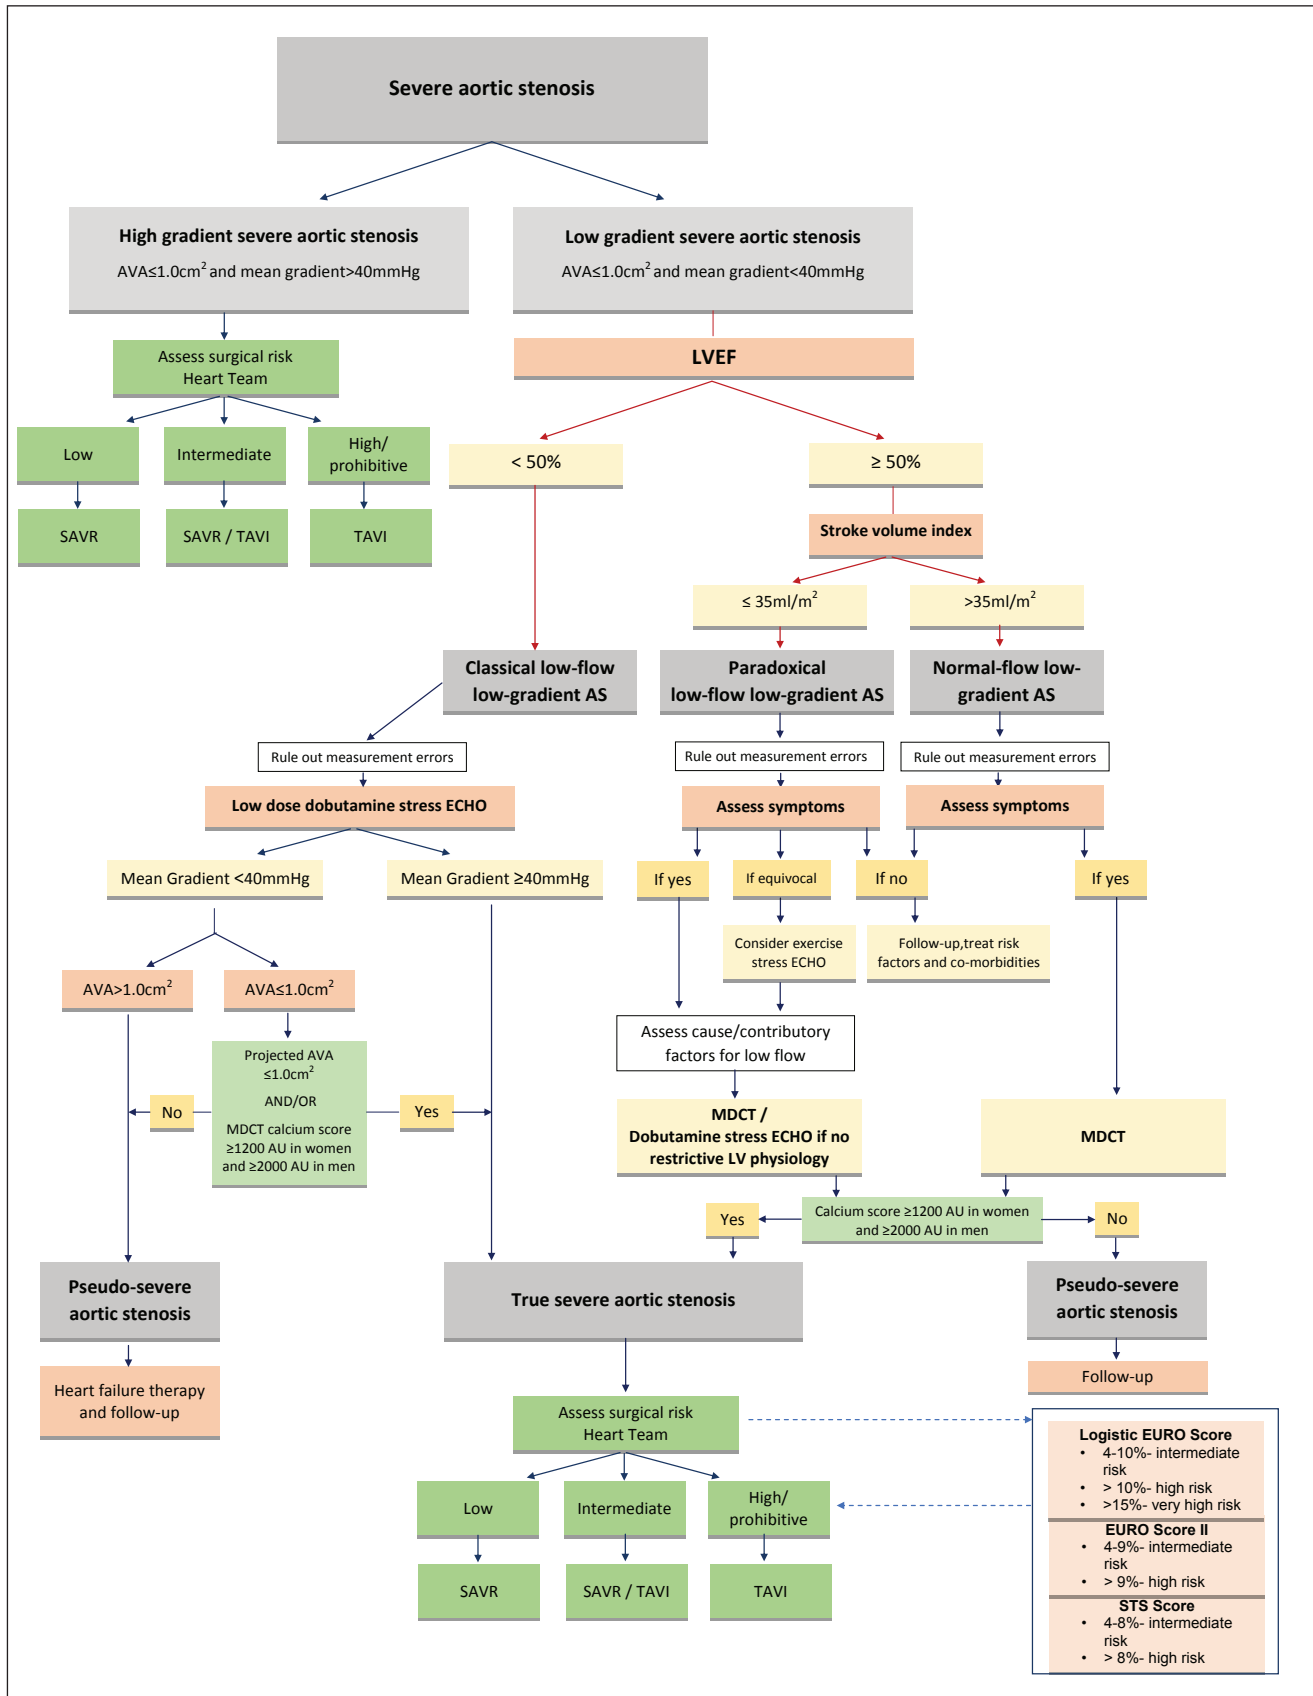 Severe aortic stenosis
High gradient severe aortic stenosis
AVA≤1.0cm² and mean gradient>40mmHg
Low gradient severe aortic stenosis
AVA≤1.0cm² and mean gradient<40mmHg
Assess surgical risk
Heart Team
LVEF
Low
Intermediate
High/
prohibitive
< 50%
≥ 50%
SAVR
SAVR / TAVI
TAVI
Stroke volume index
≤ 35ml/m²
>35ml/m²
Classical low-flow
low-gradient AS
Paradoxical
low-flow low-gradient AS
Normal-flow low-
gradient AS
Rule out measurement errors
Rule out measurement errors
Rule out measurement errors
Low dose dobutamine stress ECHO
Assess symptoms
Assess symptoms
Mean Gradient <40mmHg
Mean Gradient ≥40mmHg
If yes
If equivocal
If no
If yes
Consider exercise
stress ECHO
Follow-up,treat risk
factors and co-morbidities
AVA>1.0cm²
AVA≤1.0cm²
Assess cause/contributory
factors for low flow
Projected AVA
≤1.0cm²
AND/OR
MDCT calcium score
≥1200 AU in women
and ≥2000 AU in men
No
Yes
MDCT /
Dobutamine stress ECHO if no
restrictive LV physiology
MDCT
Yes
Calcium score ≥1200 AU in women
and ≥2000 AU in men
No
Pseudo-severe
aortic stenosis
True severe aortic stenosis
Pseudo-severe
aortic stenosis
Heart failure therapy
and follow-up
Follow-up
Assess surgical risk
Heart Team
Low
Intermediate
High/
prohibitive
SAVR
SAVR / TAVI
TAVI
Logistic EURO Score
• 4-10%- intermediate
risk
• > 10%- high risk
• >15%- very high risk
EURO Score II
• 4-9%- intermediate
risk
• > 9%- high risk
STS Score
• 4-8%- intermediate
risk
• > 8%- high risk